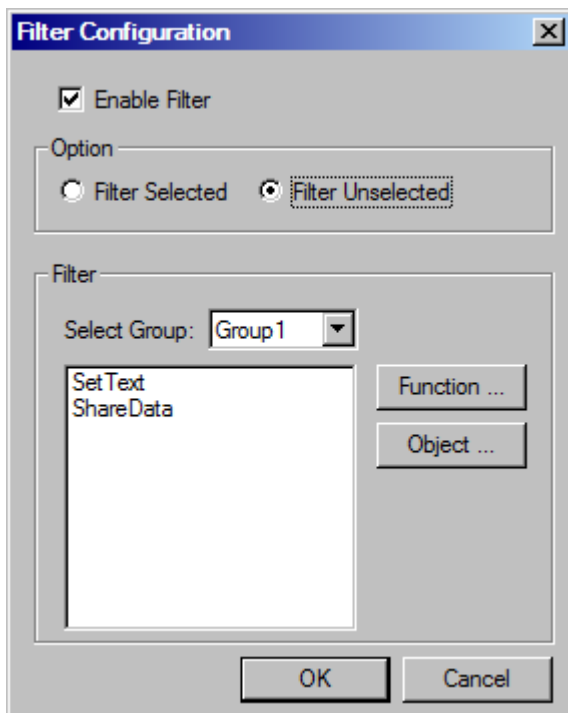 Filter Configuration
Enable Filter
Option
Filter Selected Filter Unselected
Filter
Select Group: Group1
SetText
ShareData
Function ...
Object ...
OK Cancel